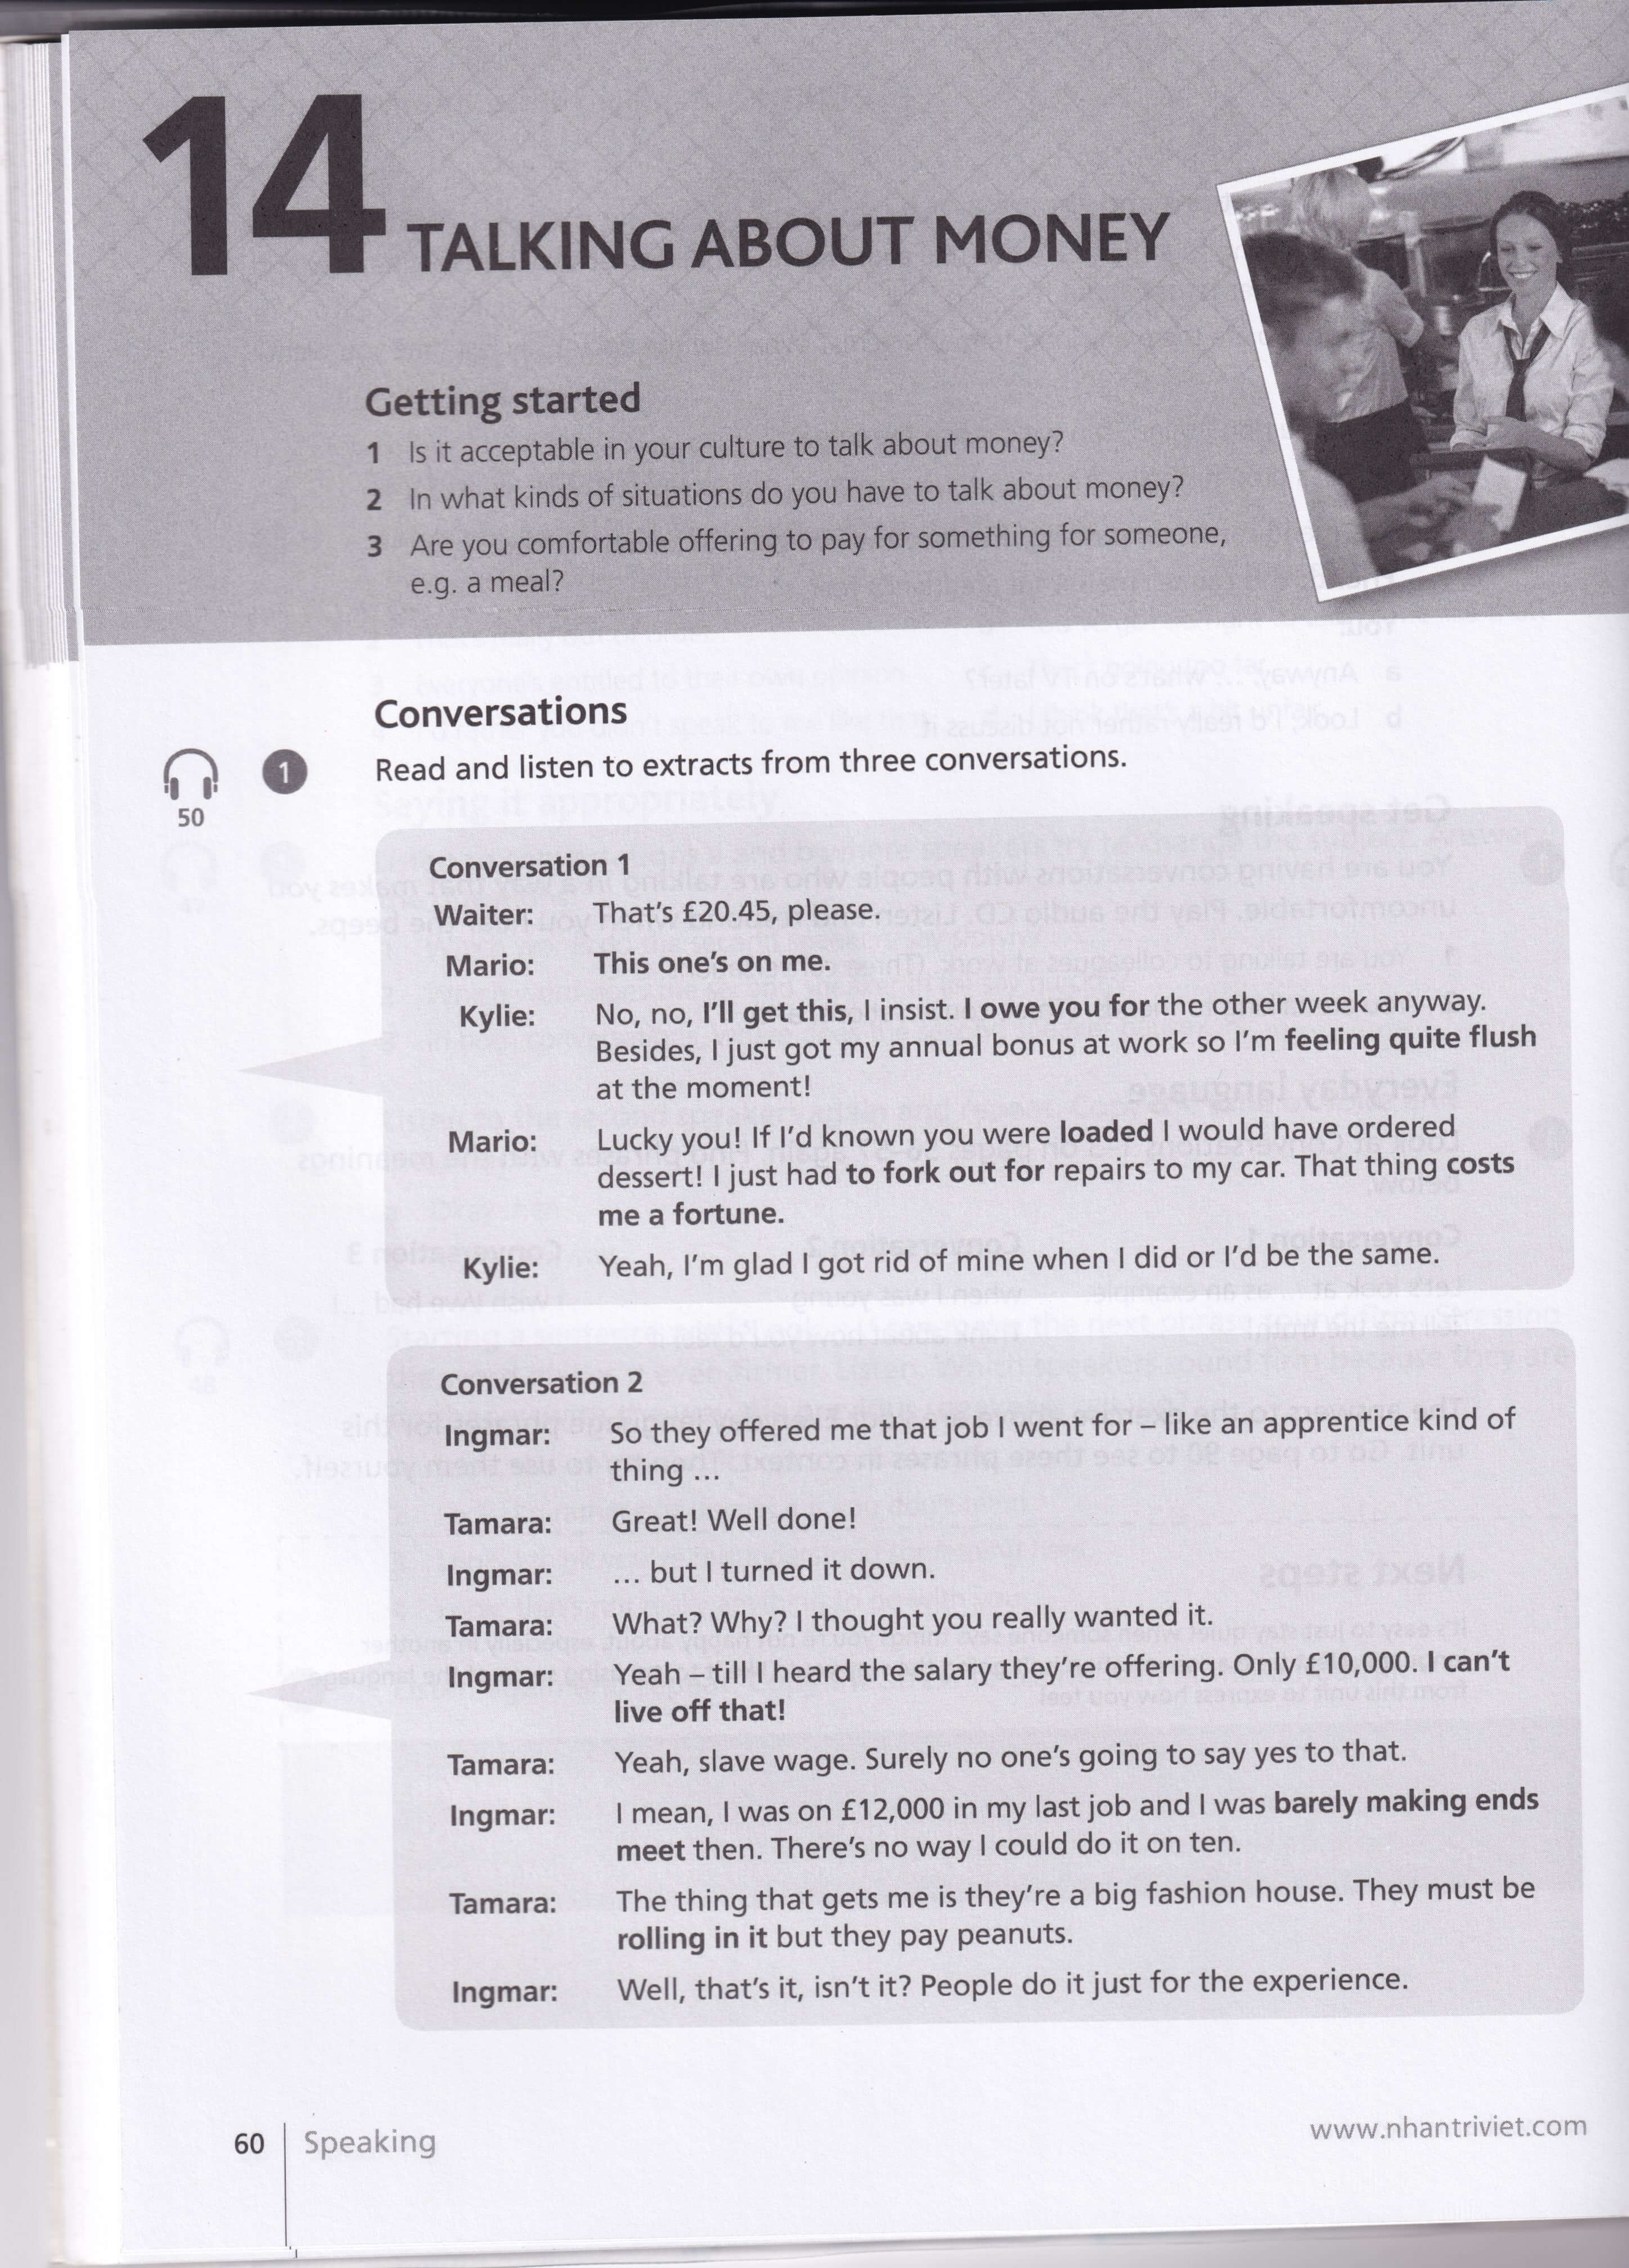 14 TALKING ABOUT MONEY
Getting started
1 Is it acceptable in your culture to talk about money?
2 In what kinds of situations do you have to talk about money?
3 Are you comfortable offering to pay for something for someone,
e.g. a meal?
Conversations
1 Read and listen to extracts from three conversations.
50
Conversation 1
Waiter: That's £20.45, please.
Mario: This one's on me.
Kylie: No, no, I'll get this, I insist. I owe you for the other week anyway.
Besides, I just got my annual bonus at work so I'm feeling quite flush
at the moment!
Mario: Lucky you! If I'd known you were loaded I would have ordered
dessert! I just had to fork out for repairs to my car. That thing costs
me a fortune.
Kylie: Yeah, I'm glad I got rid of mine when I did or I'd be the same.
Conversation 2
Ingmar: So they offered me that job I went for – like an apprentice kind of
thing ...
Tamara: Great! Well done!
Ingmar: ... but I turned it down.
Tamara: What? Why? I thought you really wanted it.
Ingmar: Yeah – till I heard the salary they're offering. Only £10,000. I can't
live off that!
Tamara: Yeah, slave wage. Surely no one's going to say yes to that.
Ingmar: I mean, I was on £12,000 in my last job and I was barely making ends
meet then. There's no way I could do it on ten.
Tamara: The thing that gets me is they're a big fashion house. They must be
rolling in it but they pay peanuts.
Ingmar: Well, that's it, isn't it? People do it just for the experience.
60 Speaking
www.nhantriviet.com